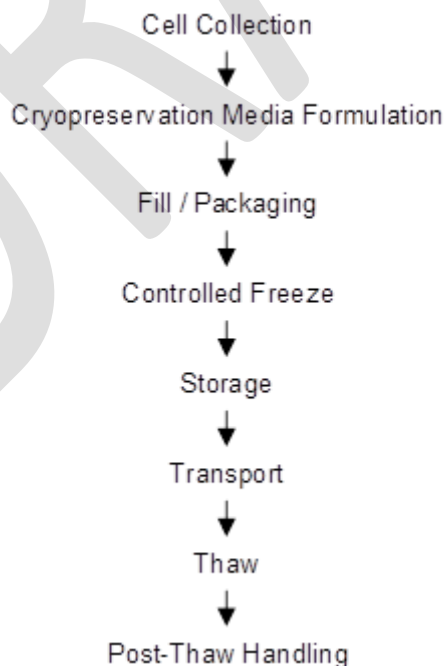 Cell Collection
Cryopreservation Media Formulation
Fill / Packaging
Controlled Freeze
Storage
Transport
Thaw
Post-Thaw Handling